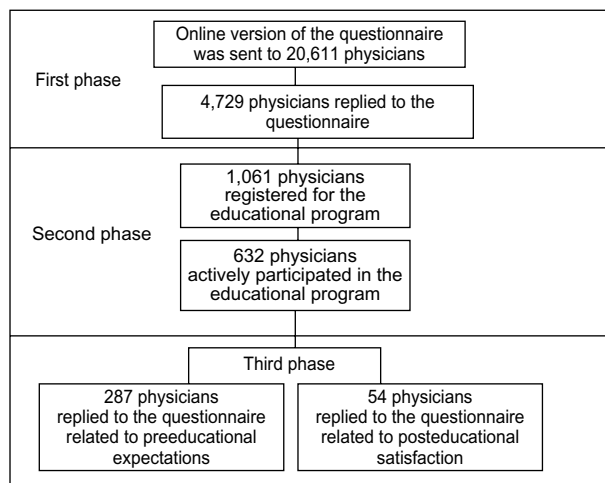 Online version of the questionnaire
was sent to 20,611 physicians
First phase
4,729 physicians replied to the
questionnaire
1,061 physicians
registered for the
educational program
Second phase
632 physicians
actively participated in the
educational program
Third phase
287 physicians
replied to the questionnaire
related to preeducational
expectations
54 physicians
replied to the questionnaire
related to posteducational
satisfaction